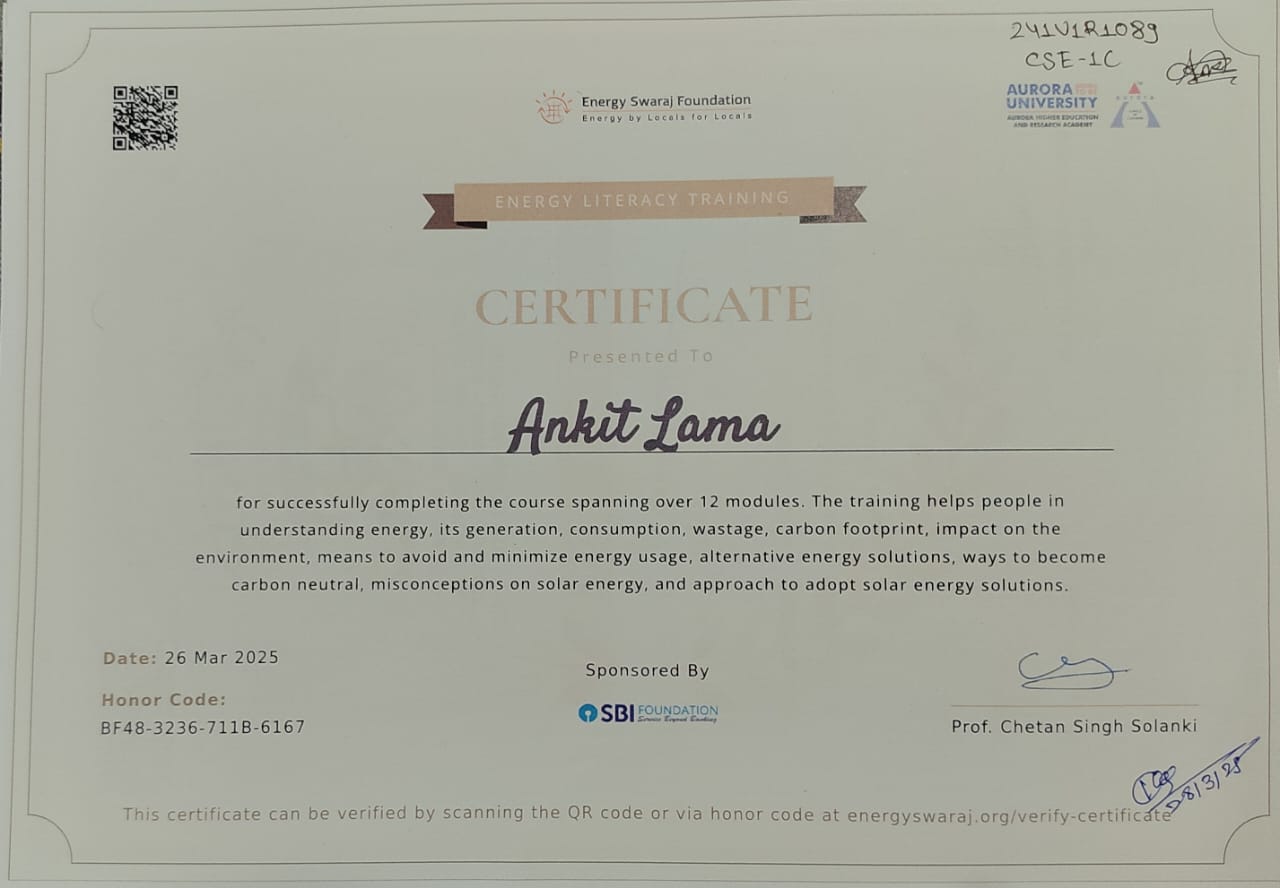 241V1R1089
CSE-1C
Energy Swaraj Foundation
Energy by Locals for Locals
AURORA
UNIVERSITY
AURORA HIGHER EDUCATION
AND RESEARCH ACADEMY
ENERGY LITERACY TRAINING
CERTIFICATE
Presented To
Ankit Lama
for successfully completing the course spanning over 12 modules. The training helps people in
understanding energy, its generation, consumption, wastage, carbon footprint, impact on the
environment, means to avoid and minimize energy usage, alternative energy solutions, ways to become
carbon neutral, misconceptions on solar energy, and approach to adopt solar energy solutions.
Date: 26 Mar 2025
Honor Code:
BF48-3236-711B-6167
Sponsored By
SBI FOUNDATION
Service Beyond Banking
Prof. Chetan Singh Solanki
This certificate can be verified by scanning the QR code or via honor code at energyswaraj.org/verify-certificate